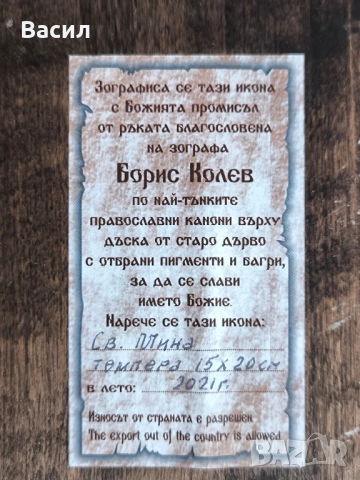 Васил
Зографиса се тази икона
с Божията промисъл
от ръката благословена
на зографа
Борис Колев
по най-тънките
православни канони върху
дъска от старо дърво
с отбрани пигменти и багри,
за да се слави
името Божие.
Нарече се тази икона:
Св. Мина
темпера 15х20см
в лето: 2021г.
Износът от страната е разрешен
The export out of the country is allowed
BAZAR